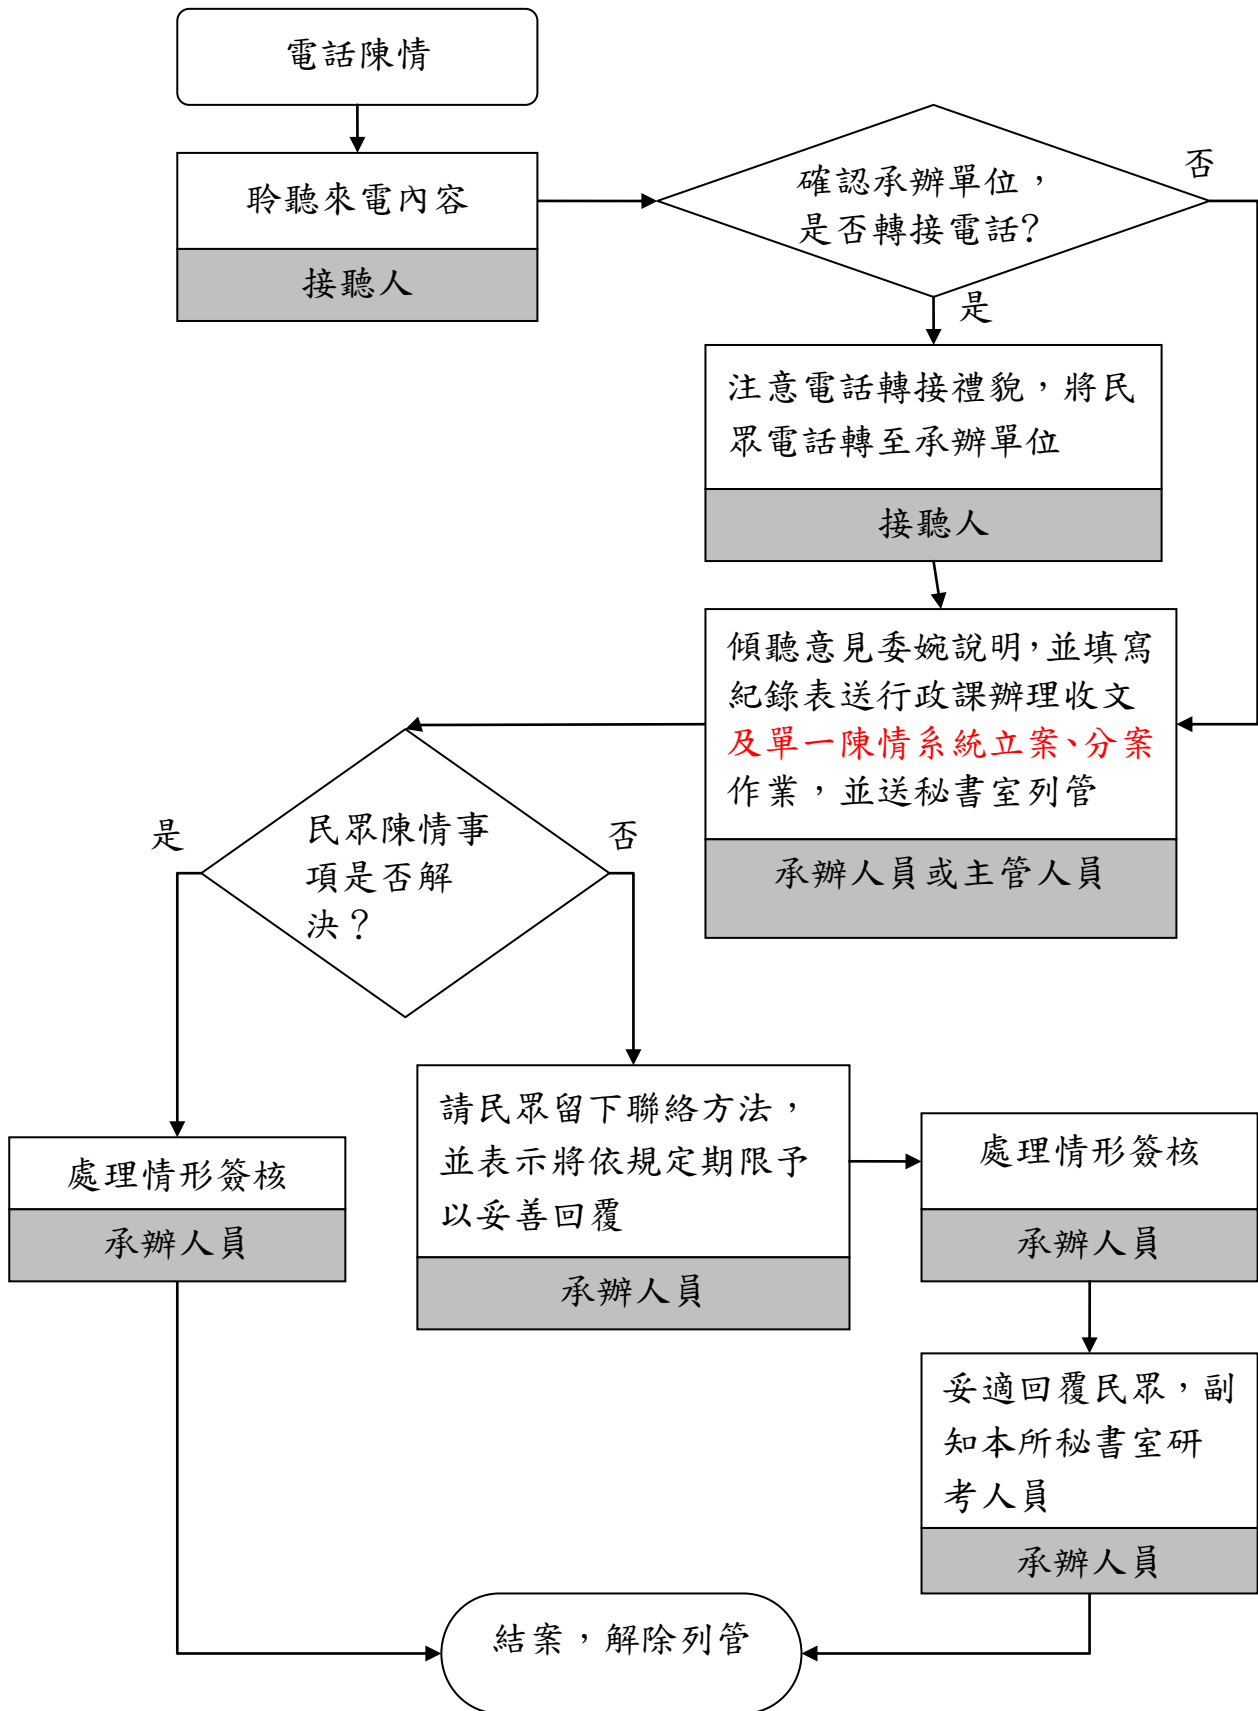 電話陳情
聆聽來電內容
接聽人
確認承辦單位，
是否轉接電話?
否
是
注意電話轉接禮貌，將民
眾電話轉至承辦單位
接聽人
傾聽意見委婉說明，並填寫
紀錄表送行政課辦理收文
及單一陳情系統立案、分案
作業，並送秘書室列管
承辦人員或主管人員
民眾陳情事
項是否解
決？
是
否
請民眾留下聯絡方法，
並表示將依規定期限予
以妥善回覆
承辦人員
處理情形簽核
承辦人員
處理情形簽核
承辦人員
妥適回覆民眾，副
知本所秘書室研
考人員
承辦人員
結案，解除列管